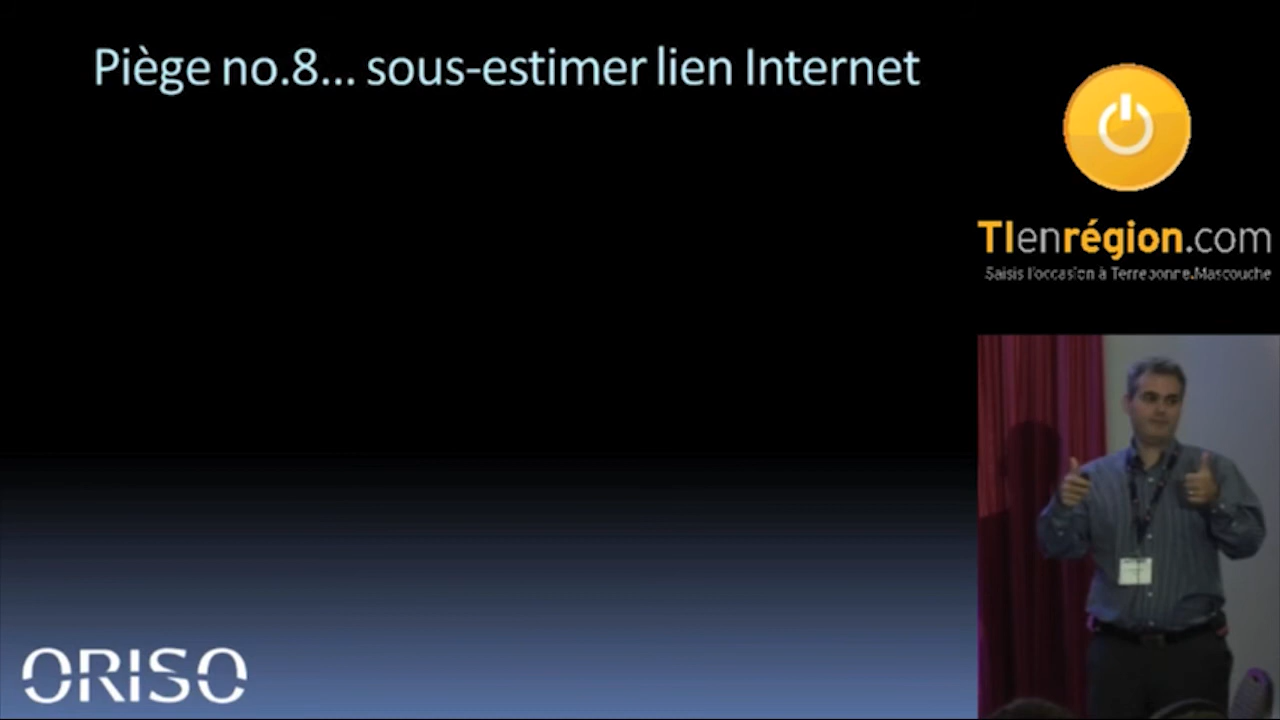 Piège no.8... sous-estimer lien Internet
TIenrégion.com
Saisis l'occasion à Terrebonne.Mascouche
ORISO